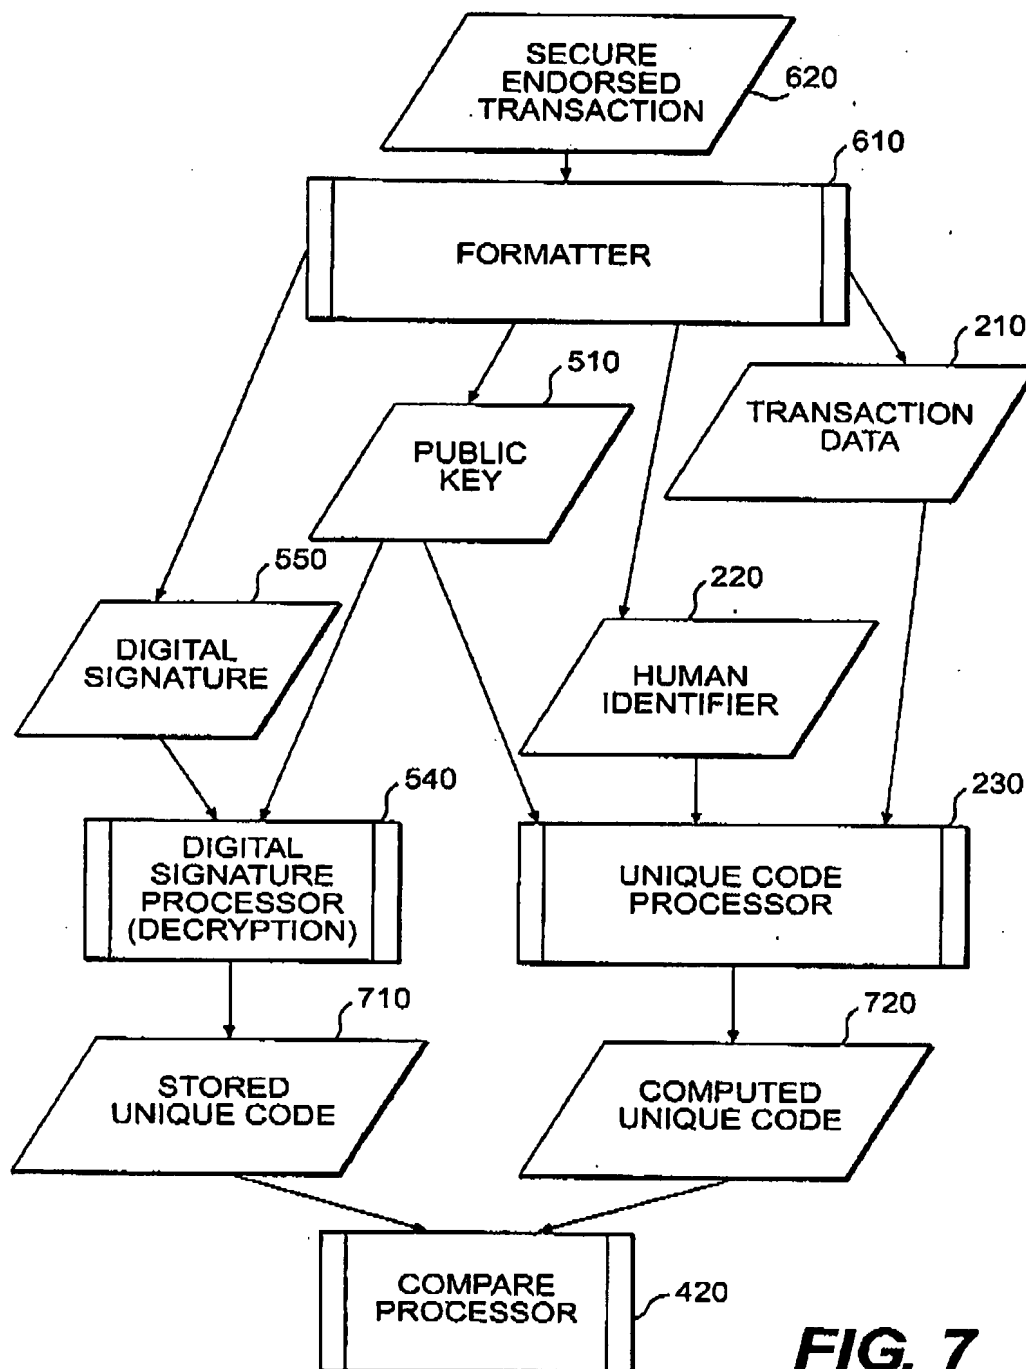 SECURE
ENDORSED
TRANSACTION
620
610
FORMATTER
210
510
TRANSACTION
DATA
PUBLIC
KEY
550
220
DIGITAL
SIGNATURE
HUMAN
IDENTIFIER
540
230
DIGITAL
SIGNATURE
PROCESSOR
(DECRYPTION)
UNIQUE CODE
PROCESSOR
710
720
STORED
UNIQUE CODE
COMPUTED
UNIQUE CODE
COMPARE
PROCESSOR
420
FIG. 7